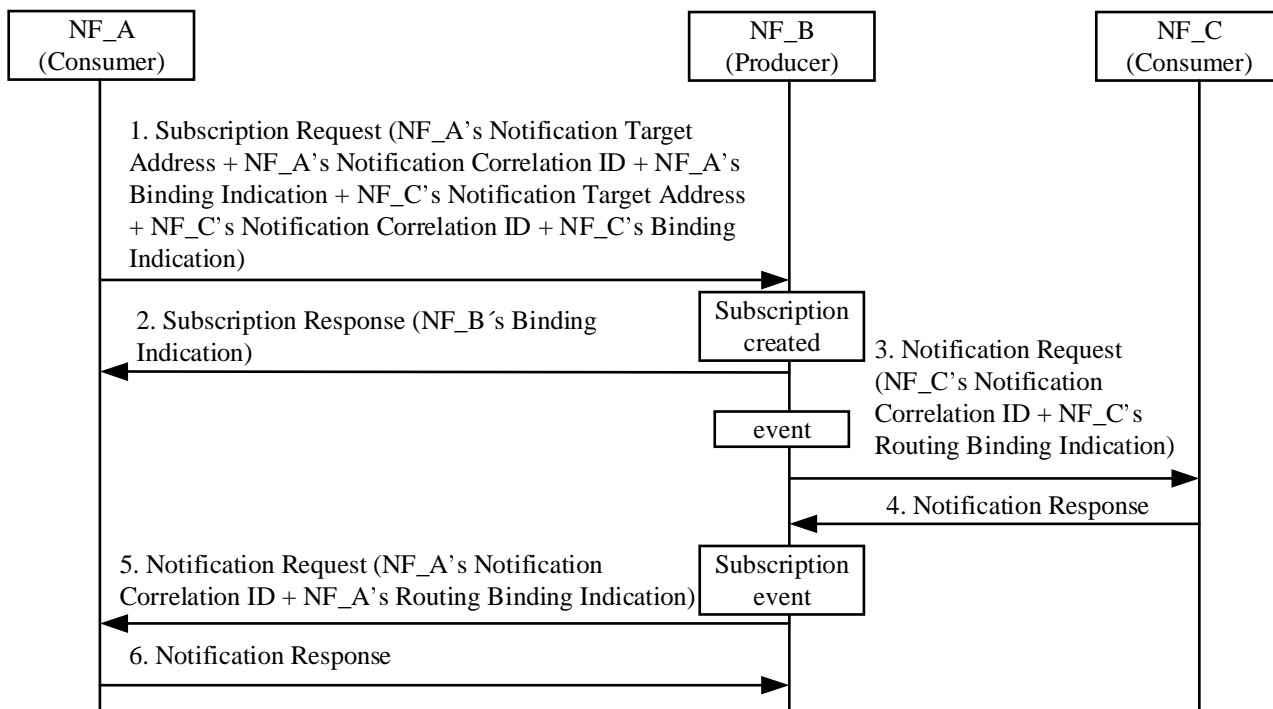 NF_A
(Consumer)
NF_B
(Producer)
NF_C
(Consumer)
1. Subscription Request (NF_A’s Notification Target
Address + NF_A’s Notification Correlation ID + NF_A’s
Binding Indication + NF_C’s Notification Target Address
+ NF_C’s Notification Correlation ID + NF_C’s Binding
Indication)
Subscription
created
2. Subscription Response (NF_B´s Binding
Indication)
event
3. Notification Request
(NF_C’s Notification
Correlation ID + NF_C’s
Routing Binding Indication)
4. Notification Response
Subscription
event
5. Notification Request (NF_A’s Notification
Correlation ID + NF_A’s Routing Binding Indication)
6. Notification Response